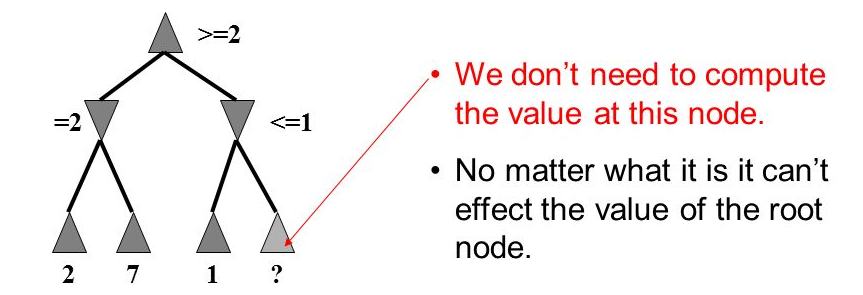 >=2
=2
<=1
2 7 1 ?
• We don’t need to compute
the value at this node.
• No matter what it is it can’t
effect the value of the root
node.